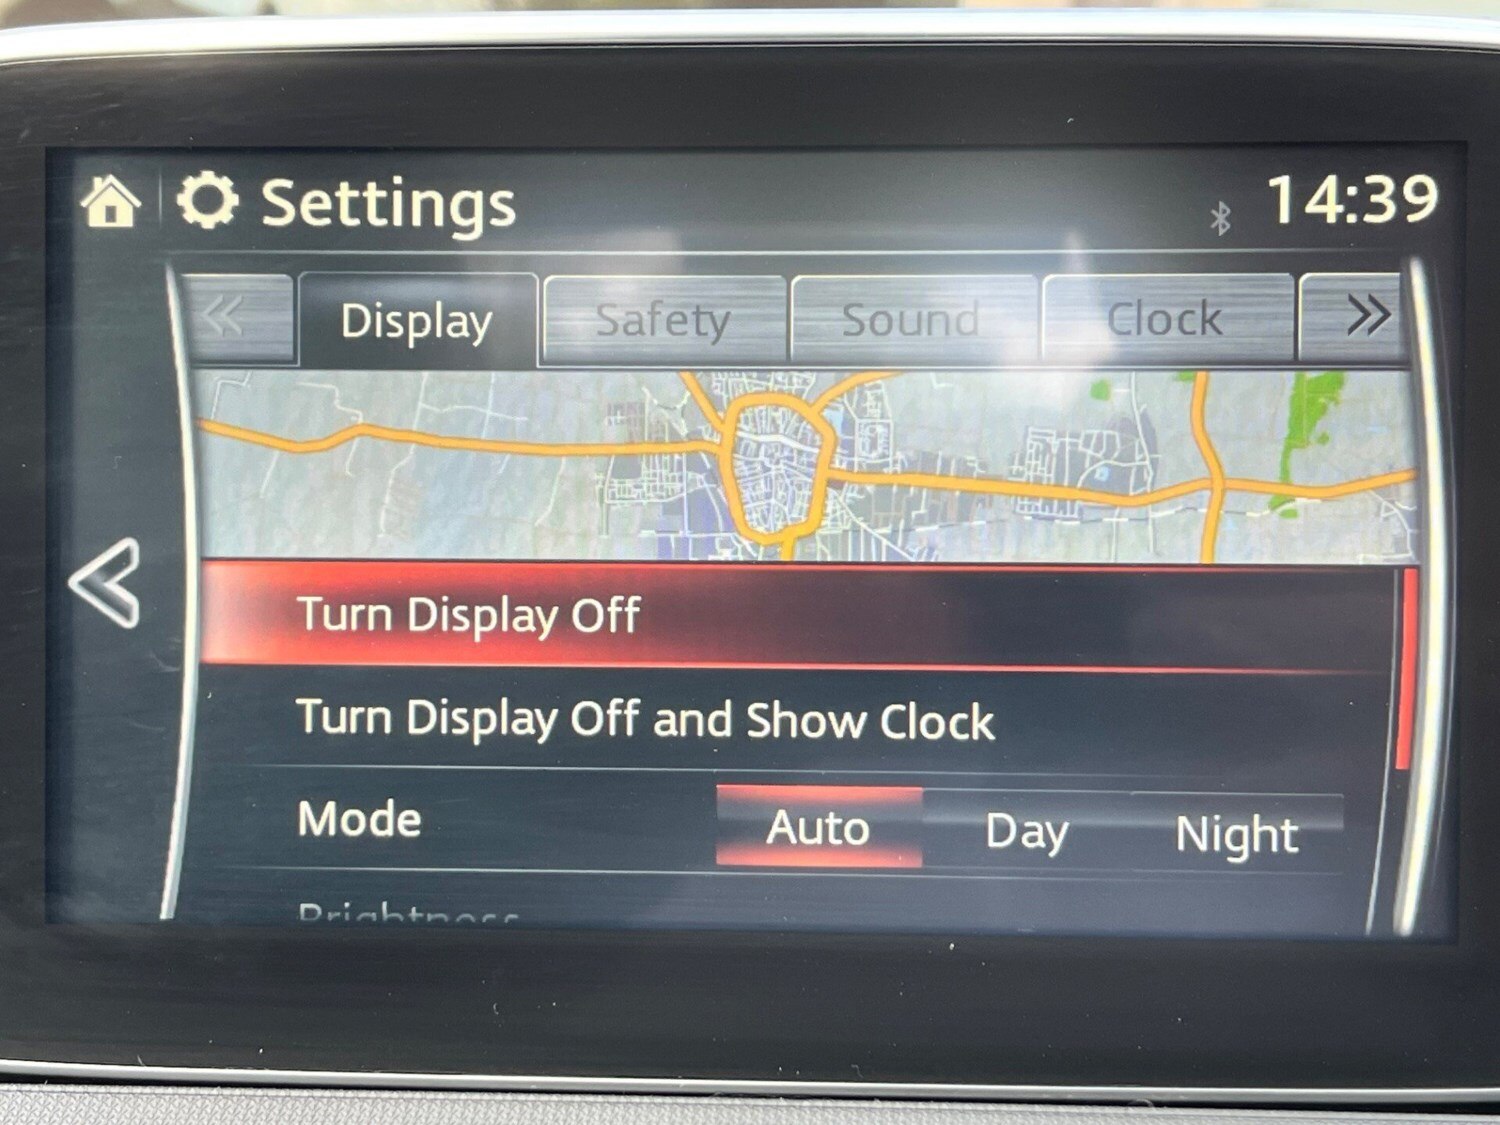 Settings
14:39
Display
Safety
Sound
Clock
Turn Display Off
Turn Display Off and Show Clock
Mode
Auto
Day
Night
Brightness